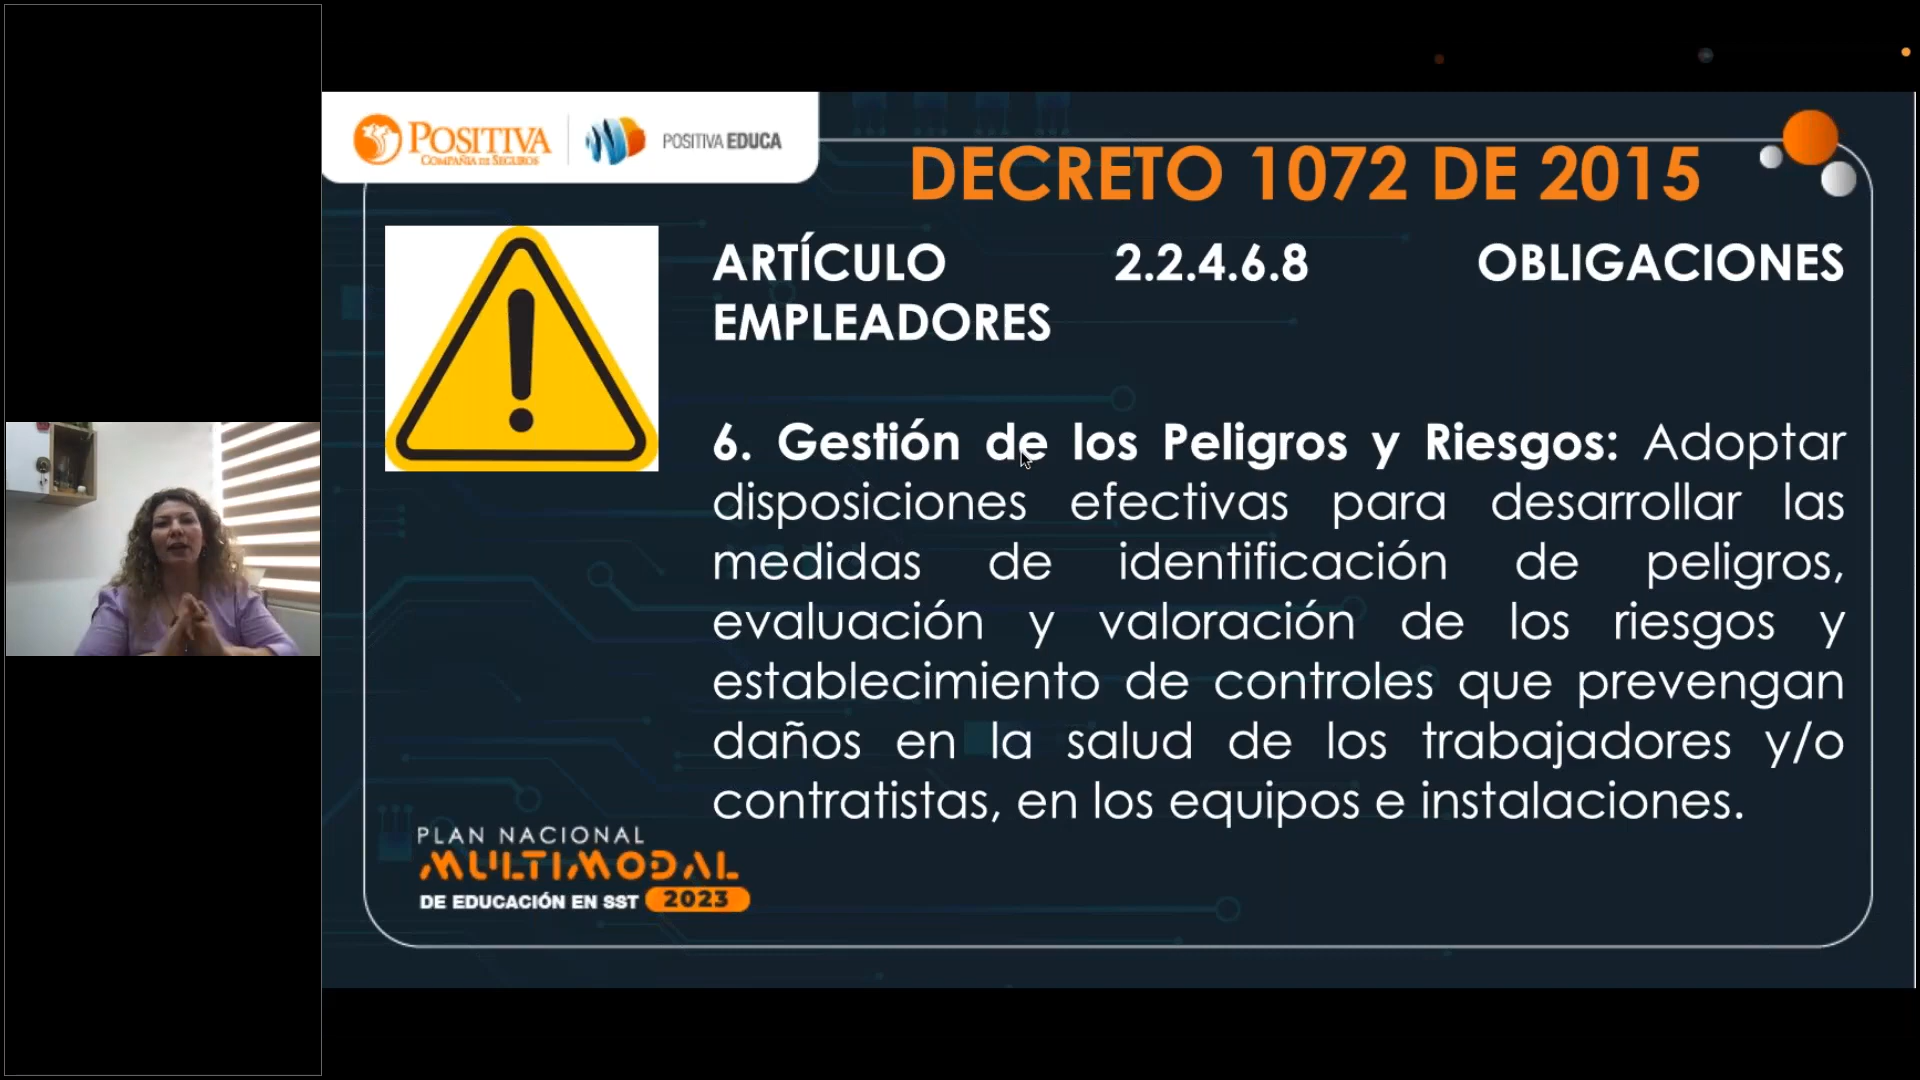 POSITIVA
COMPAÑIA DE SEGUROS
POSITIVA EDUCA
DECRETO 1072 DE 2015
ARTÍCULO 2.2.4.6.8 OBLIGACIONES
EMPLEADORES
6. Gestión de los Peligros y Riesgos: Adoptar
disposiciones efectivas para desarrollar las
medidas de identificación de peligros,
evaluación y valoración de los riesgos y
establecimiento de controles que prevengan
daños en la salud de los trabajadores y/o
contratistas, en los equipos e instalaciones.
PLAN NACIONAL
MULTIMODAL
DE EDUCACIÓN EN SST 2023